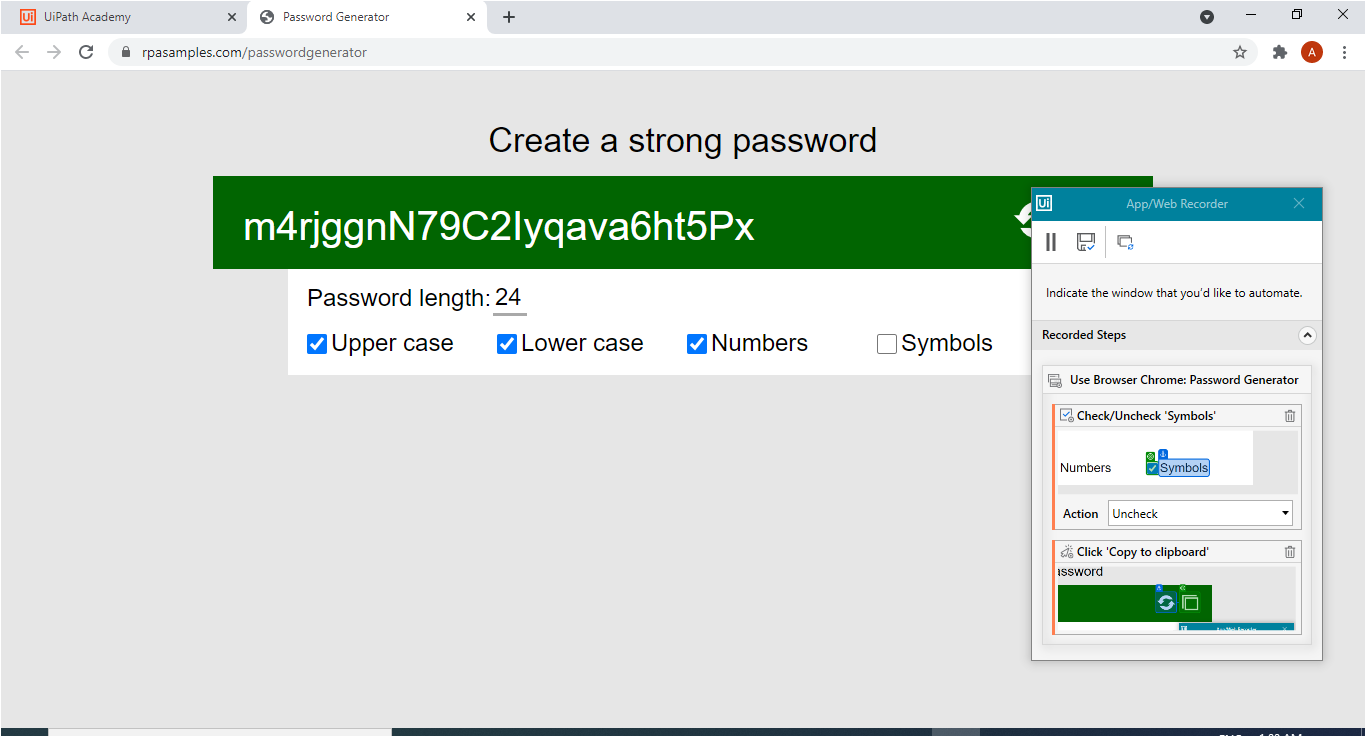 UiPath Academy
Password Generator
rpasamples.com/passwordgenerator
A
Create a strong password
m4rjggnN79C2Iyqava6ht5Px
Password length: 24
Upper case Lower case Numbers Symbols
Ui App/Web Recorder
Indicate the window that you'd like to automate.
Recorded Steps
Use Browser Chrome: Password Generator
Check/Uncheck 'Symbols'
Numbers Symbols
Action Uncheck
Click 'Copy to clipboard'
assword